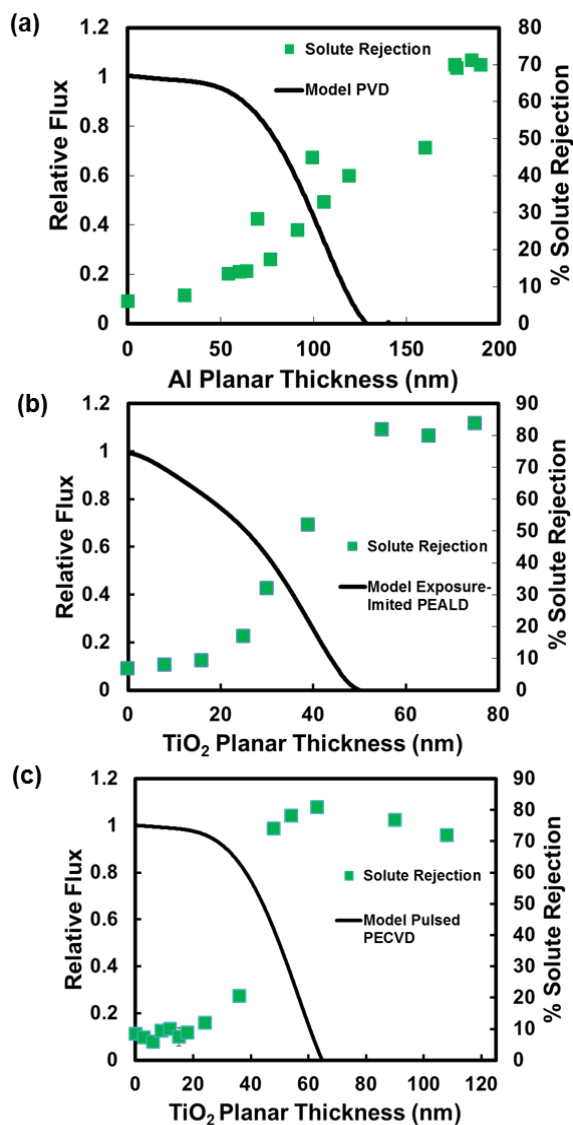 (a)
1.2
1
0.8
0.6
0.4
0.2
0
Relative Flux
80
70
60
50
40
30
20
10
0
% Solute Rejection
Solute Rejection
Model PVD
0 50 100 150 200
Al Planar Thickness (nm)
(b)
1.2
1
0.8
0.6
0.4
0.2
0
Relative Flux
90
80
70
60
50
40
30
20
10
0
% Solute Rejection
Solute Rejection
Model Exposure-
Imited PEALD
0 20 40 60 80
TiO₂ Planar Thickness (nm)
(c)
1.2
1
0.8
0.6
0.4
0.2
0
Relative Flux
90
80
70
60
50
40
30
20
10
0
% Solute Rejection
Solute Rejection
Model Pulsed
PECVD
0 20 40 60 80 100 120
TiO₂ Planar Thickness (nm)